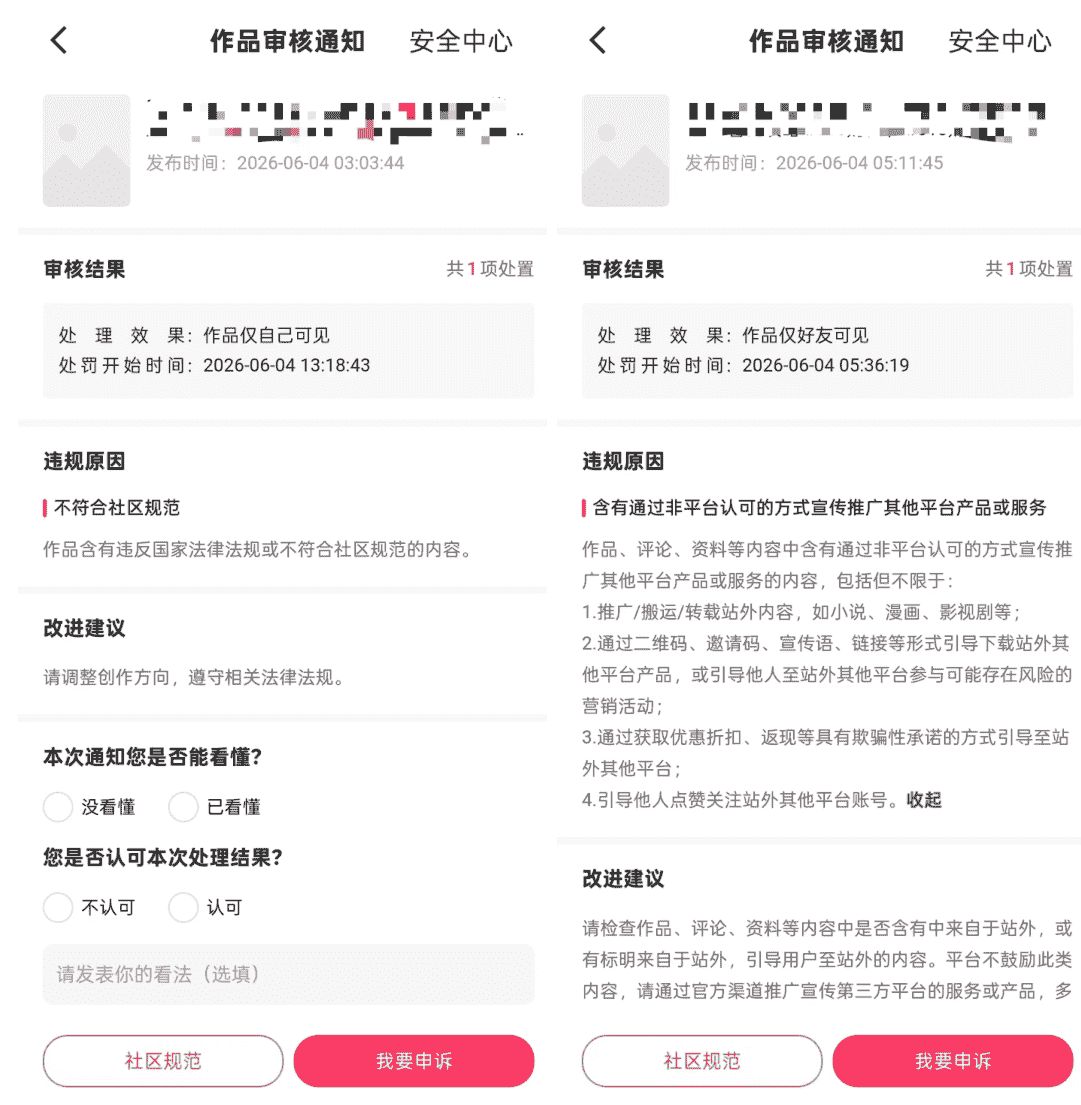 作品审核通知
安全中心
发布时间：2026-06-04 03:03:44
审核结果
共1项处置
处理效果：作品仅自己可见
处罚开始时间：2026-06-04 13:18:43
违规原因
不符合社区规范
作品含有违反国家法律法规或不符合社区规范的内容。
改进建议
请调整创作方向，遵守相关法律法规。
本次通知您是否能看懂？
没看懂
已看懂
您是否认可本次处理结果？
不认可
认可
请发表你的看法（选填）
社区规范
我要申诉
作品审核通知
安全中心
发布时间：2026-06-04 05:11:45
审核结果
共1项处置
处理效果：作品仅好友可见
处罚开始时间：2026-06-04 05:36:19
违规原因
含有通过非平台认可的方式宣传推广其他平台产品或服务
作品、评论、资料等内容中含有通过非平台认可的方式宣传推
广其他平台产品或服务的内容，包括但不限于：
1.推广/搬运/转载站外内容，如小说、漫画、影视剧等；
2.通过二维码、邀请码、宣传语、链接等形式引导下载站外其
他平台产品，或引导他人至站外其他平台参与可能存在风险的
营销活动；
3.通过获取优惠折扣、返现等具有欺骗性承诺的方式引导至站
外其他平台；
4.引导他人点赞关注站外其他平台账号。收起
改进建议
请检查作品、评论、资料等内容中是否含有中来自于站外，或
有标明来自于站外，引导用户至站外的内容。平台不鼓励此类
内容，请通过官方渠道推广宣传第三方平台的服务或产品，多
社区规范
我要申诉